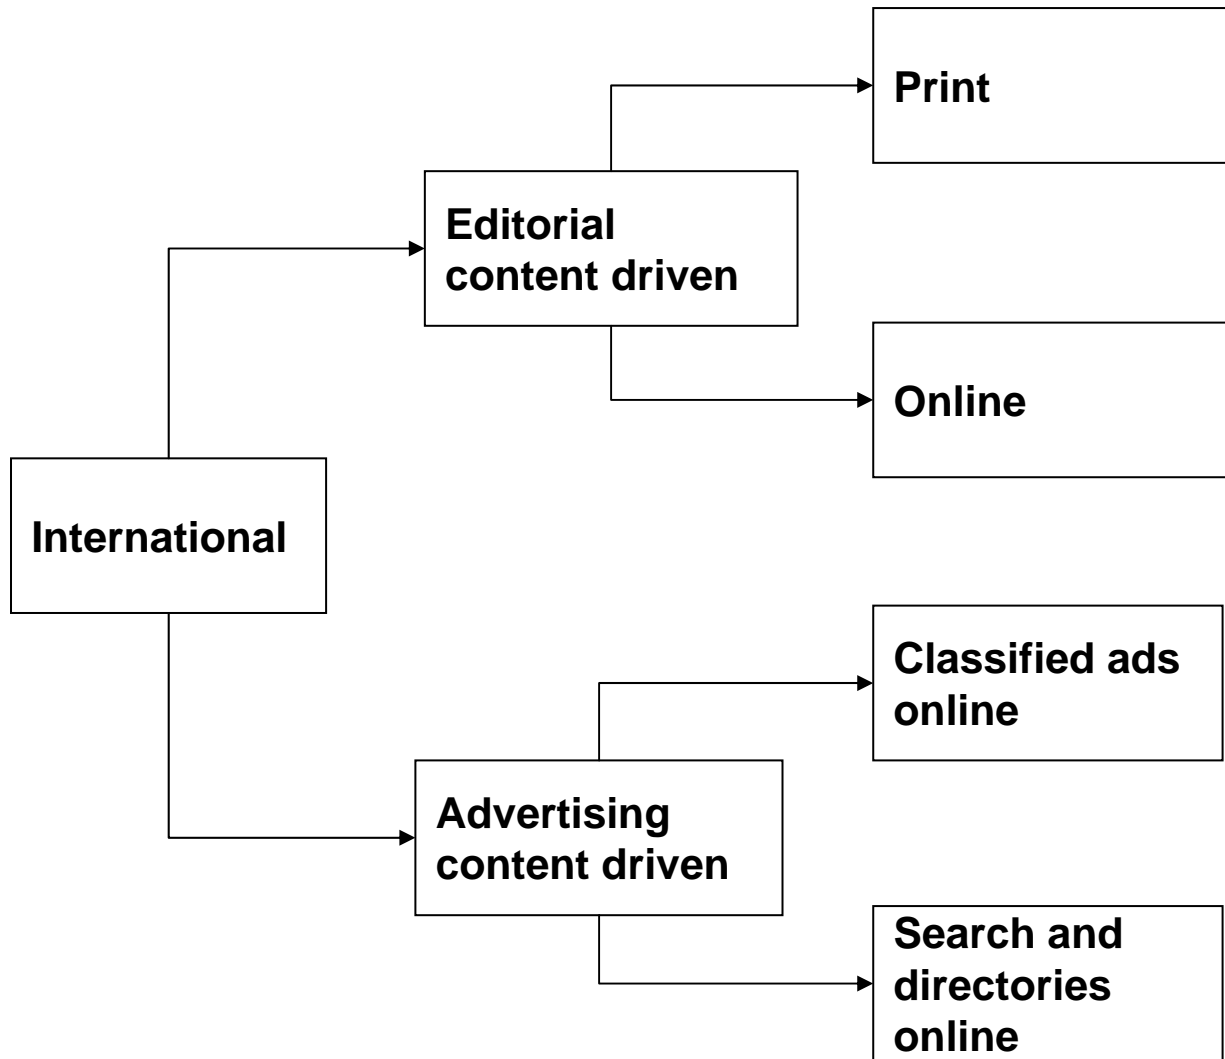 Print
Editorial
content driven
Online
International
Classified ads
online
Advertising
content driven
Search and
directories
online